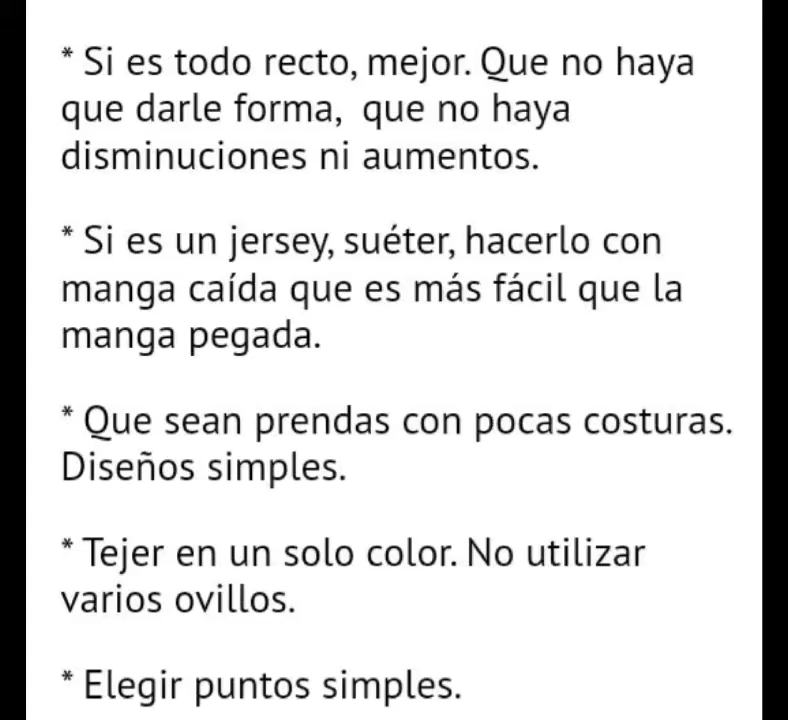 * Si es todo recto, mejor. Que no haya
que darle forma,  que no haya
disminuciones ni aumentos.
* Si es un jersey, suéter, hacerlo con
manga caída que es más fácil que la
manga pegada.
* Que sean prendas con pocas costuras.
Diseños simples.
* Tejer en un solo color. No utilizar
varios ovillos.
* Elegir puntos simples.